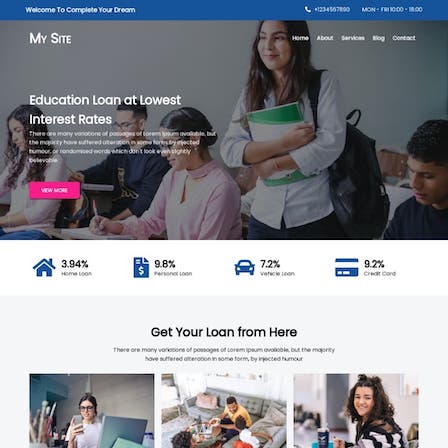 Welcome To Complete Your Dream
+1234567890
MON - FRI 10:00 - 18:00
My Site
Home
About
Services
Blog
Contact
Education Loan at Lowest
Interest Rates
There are many variations of passages of Lorem Ipsum available, but
the majority have suffered alteration in some form, by injected
humour, or randomised words which don't look even slightly
believable.
VIEW MORE
3.94%
Home Loan
9.8%
Personal Loan
7.2%
Vehicle Loan
9.2%
Credit Card
Get Your Loan from Here
There are many variations of passages of Lorem Ipsum available, but the majority
have suffered alteration in some form, by injected humour